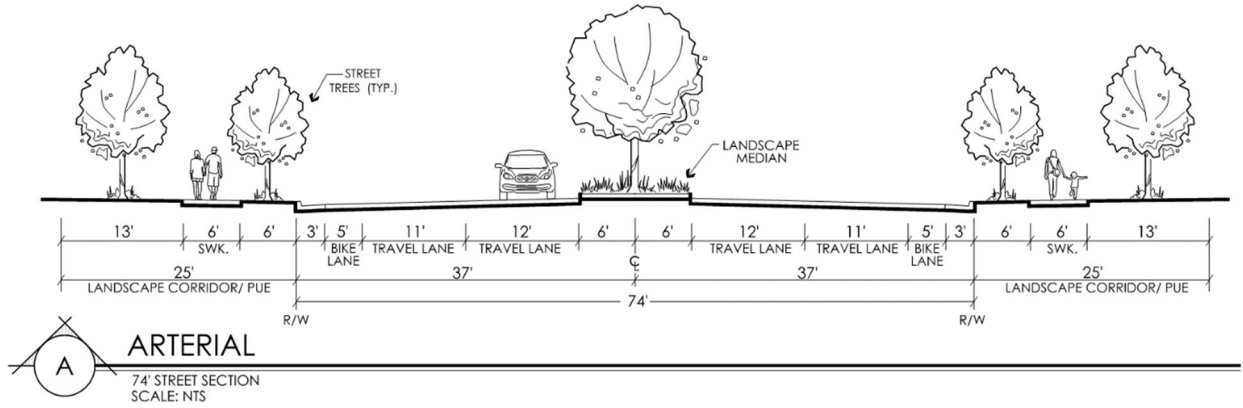 STREET
TREES (TYP.)
LANDSCAPE
MEDIAN
13' 6' 6' 3' 5' 11' 12' 6' 6' 12' 11' 5' 3' 6' 6' 13'
SWK. BIKE LANE TRAVEL LANE TRAVEL LANE TRAVEL LANE TRAVEL LANE BIKE LANE SWK.
℄
25' 37' 37' 25'
LANDSCAPE CORRIDOR/ PUE LANDSCAPE CORRIDOR/ PUE
74'
R/W R/W
A ARTERIAL
74' STREET SECTION
SCALE: NTS